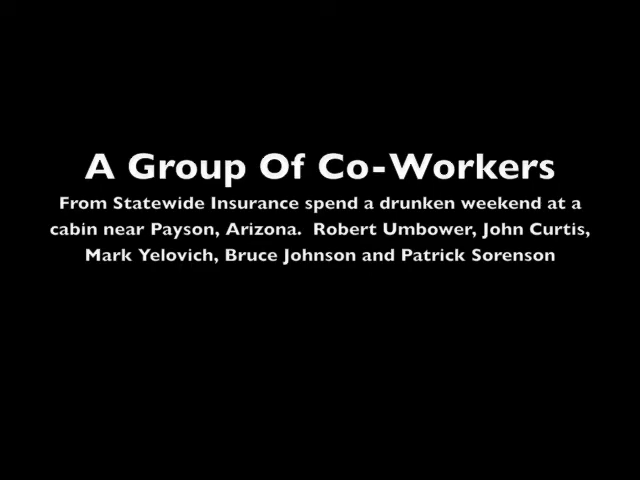 A Group Of Co-Workers
From Statewide Insurance spend a drunken weekend at a
cabin near Payson, Arizona.  Robert Umbower, John Curtis,
Mark Yelovich, Bruce Johnson and Patrick Sorenson